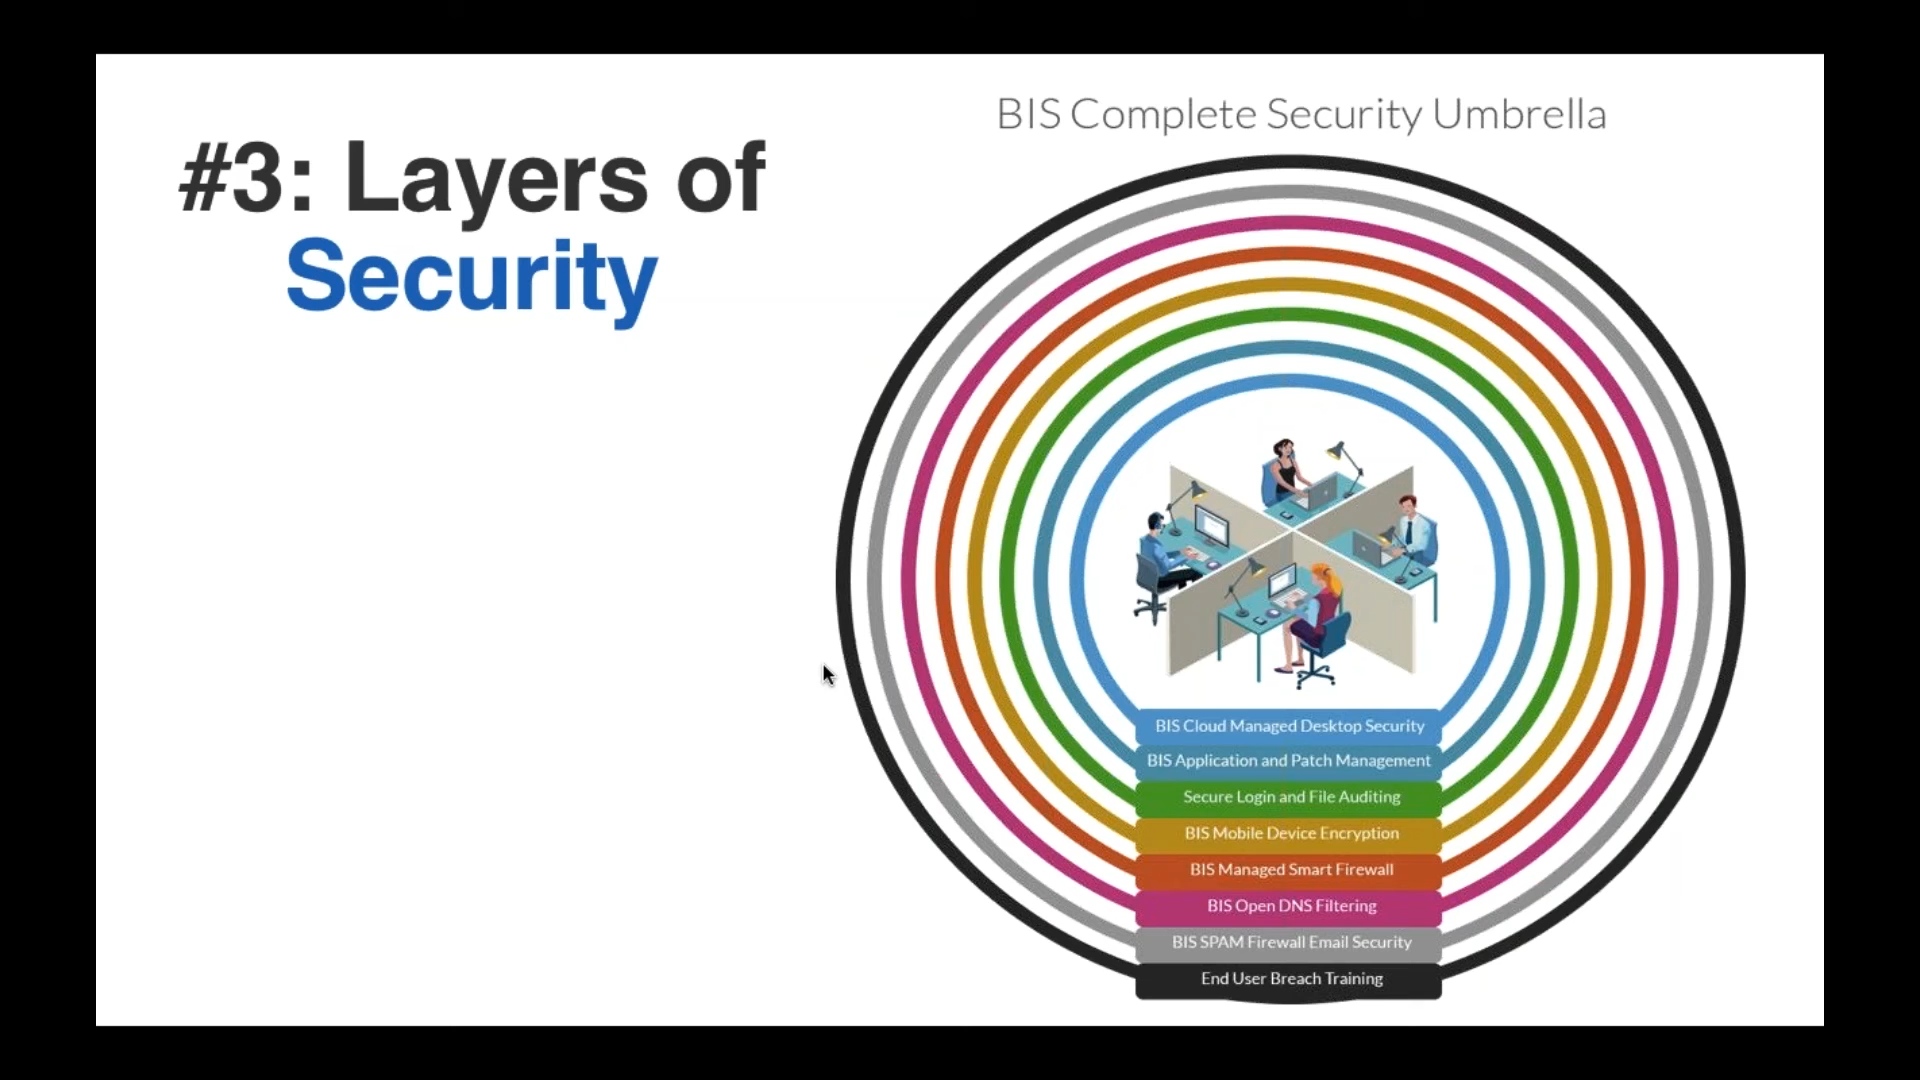 #3: Layers of
Security
BIS Complete Security Umbrella
BIS Cloud Managed Desktop Security
BIS Application and Patch Management
Secure Login and File Auditing
BIS Mobile Device Encryption
BIS Managed Smart Firewall
BIS Open DNS Filtering
BIS SPAM Firewall Email Security
End User Breach Training